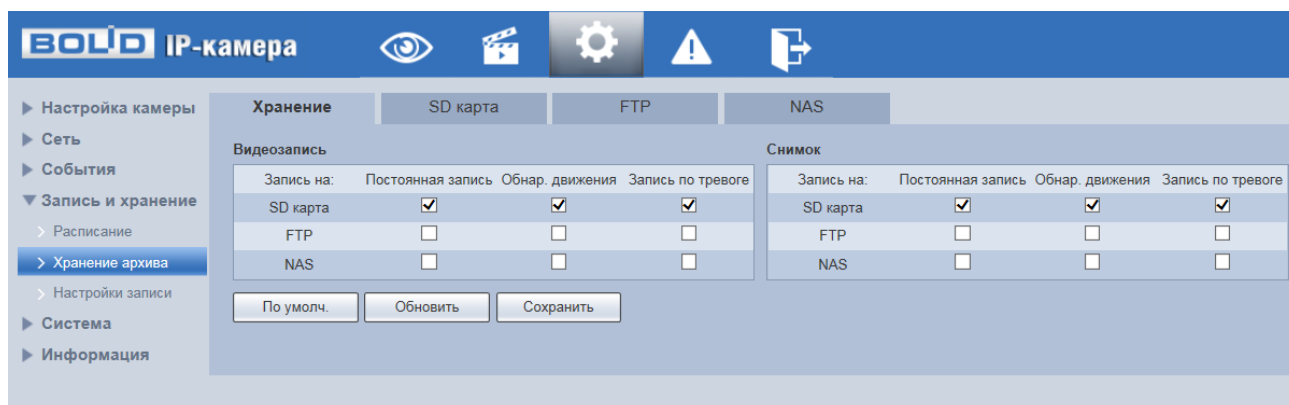 BOLID IP-камера
Настройка камеры
Сеть
События
Запись и хранение
Расписание
Хранение архива
Настройки записи
Система
Информация
Хранение SD карта FTP NAS
Видеозапись
Запись на: Постоянная запись Обнар. движения Запись по тревоге
SD карта
FTP
NAS
Снимок
Запись на: Постоянная запись Обнар. движения Запись по тревоге
SD карта
FTP
NAS
По умолч. Обновить Сохранить